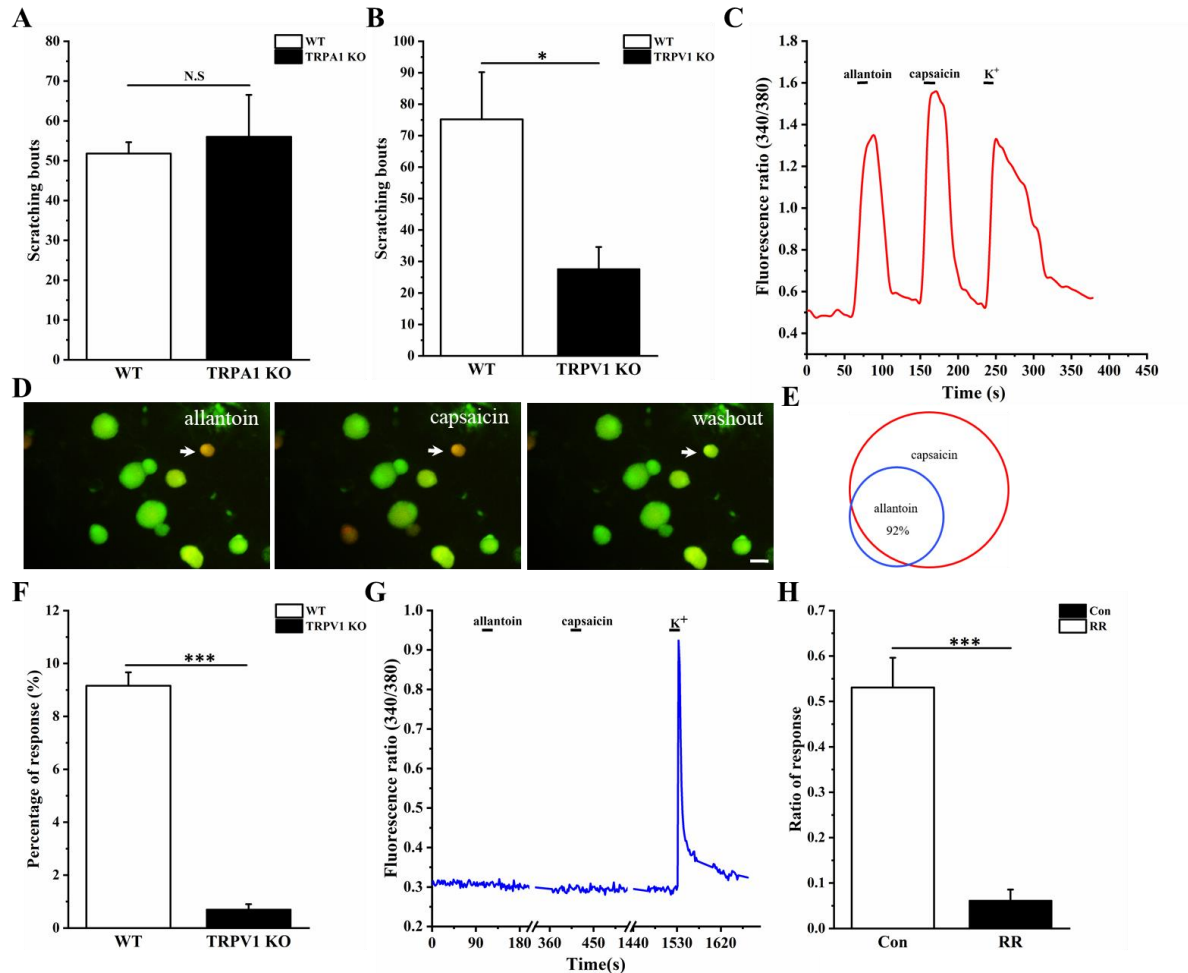 A
WT
TRPA1 KO
N.S
Scratching bouts
80
70
60
50
40
30
20
10
0
WT
TRPA1 KO
B
WT
TRPV1 KO
*
Scratching bouts
100
90
80
70
60
50
40
30
20
10
0
WT
TRPV1 KO
C
allantoin
capsaicin
K+
Fluorescence ratio (340/380)
1.8
1.6
1.4
1.2
1.0
0.8
0.6
0.4
0 50 100 150 200 250 300 350 400 450
Time (s)
D
allantoin
capsaicin
washout
E
capsaicin
allantoin
92%
F
WT
TRPV1 KO
***
Percentage of response (%)
12
10
8
6
4
2
0
WT
TRPV1 KO
G
allantoin
capsaicin
K+
Fluorescence ratio (340/380)
1.0
0.9
0.8
0.7
0.6
0.5
0.4
0.3
0.2
0 90 180 360 450 1440 1530 1620
Time(s)
H
Con
RR
***
Ratio of response
0.7
0.6
0.5
0.4
0.3
0.2
0.1
0.0
Con
RR